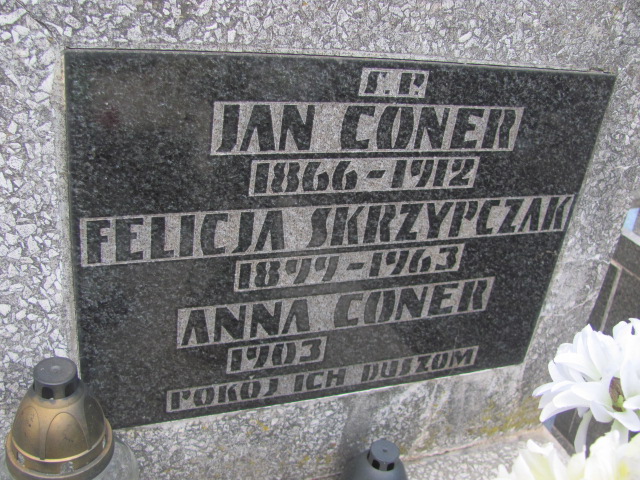 Ś. P.
JAN CONER
1866-1912
FELICJA SKRZYPCZAK
1899-1963
ANNA CONER
1903
POKÓJ ICH DUSZOM